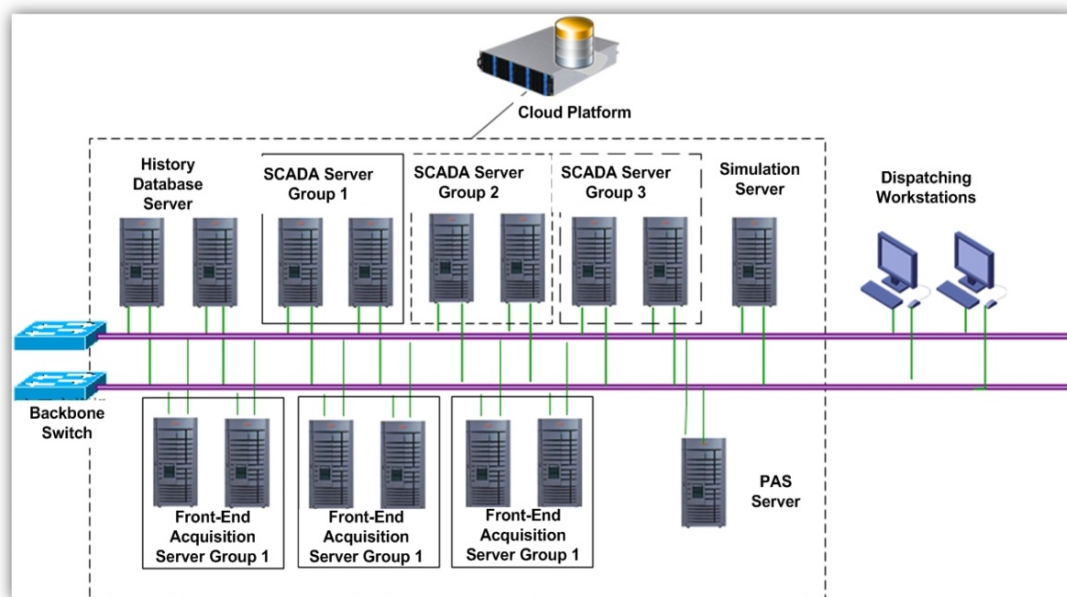 Cloud Platform
History
Database
Server
SCADA Server
Group 1
SCADA Server
Group 2
SCADA Server
Group 3
Simulation
Server
Dispatching
Workstations
Backbone
Switch
Front-End
Acquisition
Server Group 1
Front-End
Acquisition
Server Group 1
Front-End
Acquisition
Server Group 1
PAS
Server